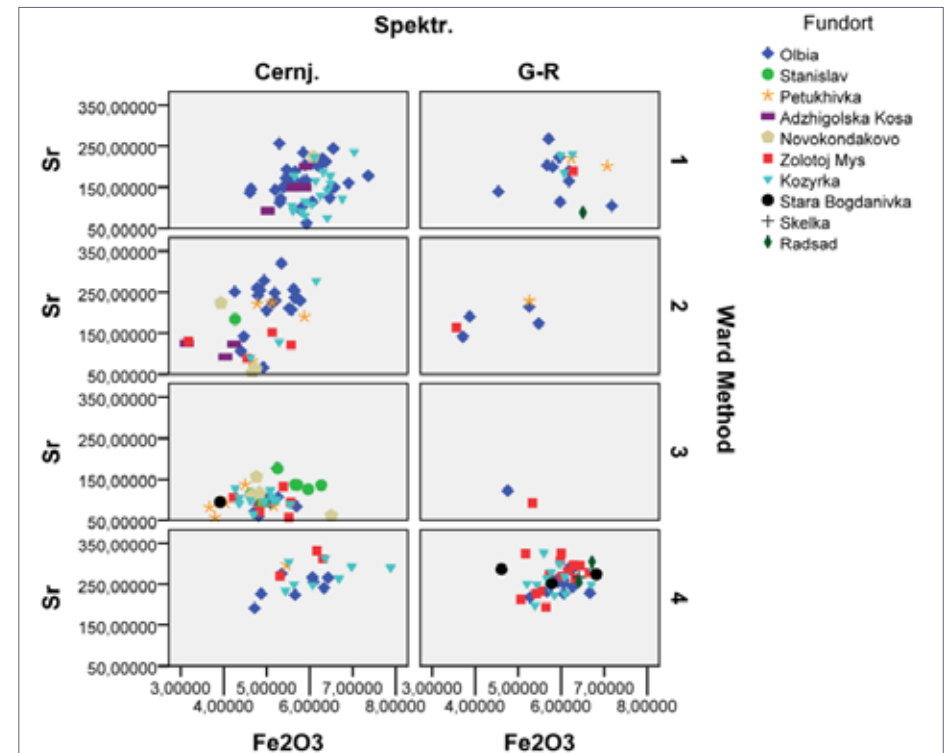 Spektr.
Cernj. G-R
Fundort
Olbia
Stanislav
Petukhivka
Adzhigolska Kosa
Novokondakovo
Zolotoj Mys
Kozyrka
Stara Bogdanivka
Skelka
Radsad
Sr
350,00000
250,00000
150,00000
50,00000
1
Sr
350,00000
250,00000
150,00000
50,00000
2
Sr
350,00000
250,00000
150,00000
50,00000
3
Sr
350,00000
250,00000
150,00000
50,00000
4
Ward Method
3,00000 5,00000 7,00000 3,00000 5,00000 7,00000
4,00000 6,00000 8,00000 4,00000 6,00000 8,00000
Fe2O3 Fe2O3